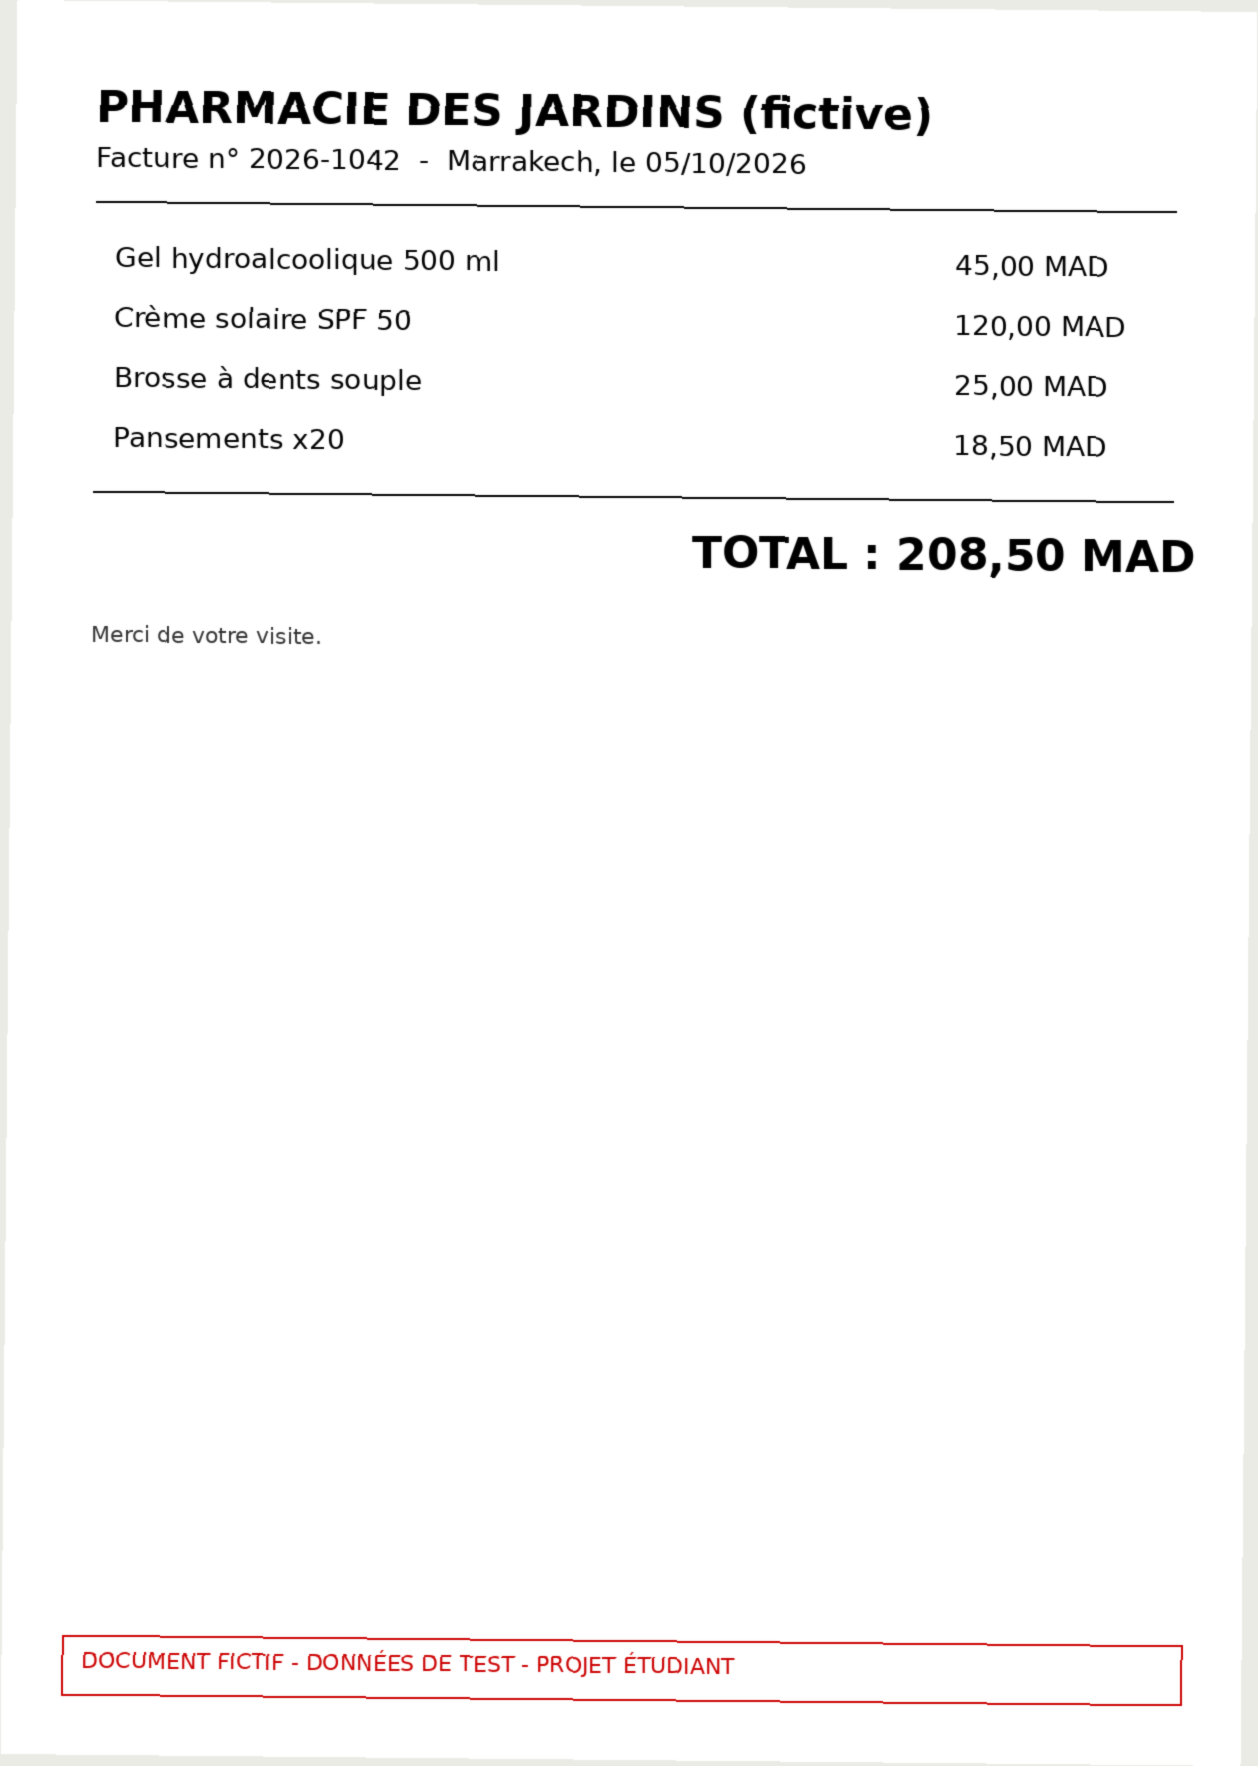 PHARMACIE DES JARDINS (fictive)
Facture n° 2026-1042 - Marrakech, le 05/10/2026
Gel hydroalcoolique 500 ml 45,00 MAD
Crème solaire SPF 50 120,00 MAD
Brosse à dents souple 25,00 MAD
Pansements x20 18,50 MAD
TOTAL : 208,50 MAD
Merci de votre visite.
DOCUMENT FICTIF - DONNÉES DE TEST - PROJET ÉTUDIANT